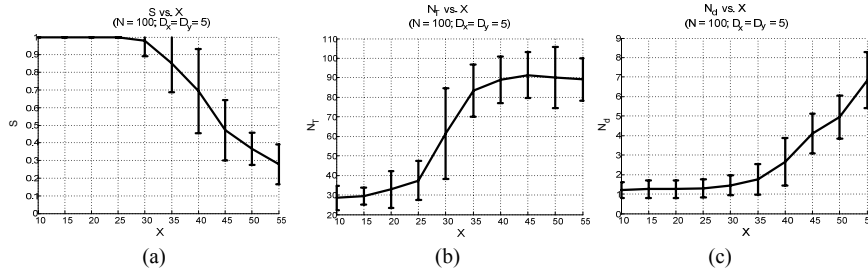 S vs. X
(N = 100; Dx = Dy = 5)
1
0.9
0.8
0.7
0.6
0.5
0.4
0.3
0.2
0.1
0
S
10 15 20 25 30 35 40 45 50 55
X
(a)
NT vs. X
(N = 100; Dx = Dy = 5)
110
100
90
80
70
60
50
40
30
20
NT
10 15 20 25 30 35 40 45 50 55
X
(b)
Nd vs. X
(N = 100; Dx = Dy = 5)
9
8
7
6
5
4
3
2
1
0
Nd
10 15 20 25 30 35 40 45 50 55
X
(c)